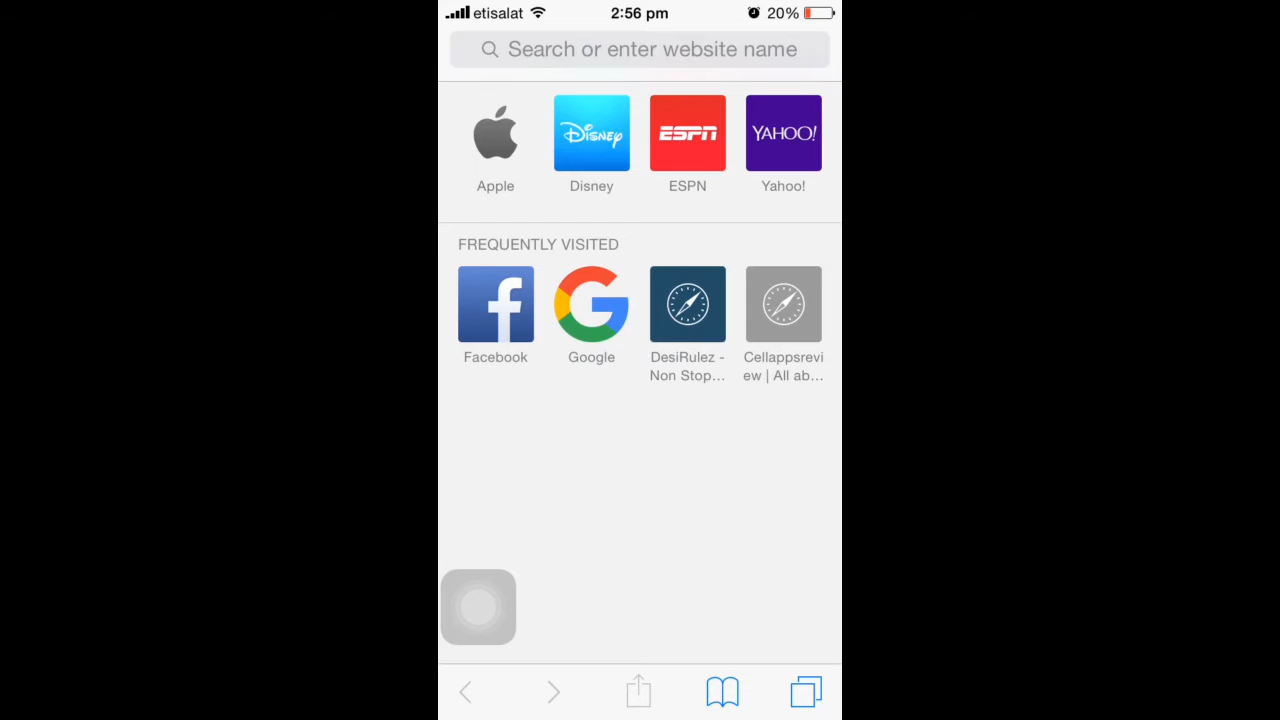 etisalat 2:56 pm 20%
Search or enter website name
Disney ESPN YAHOO!
Apple Disney ESPN Yahoo!
FREQUENTLY VISITED
Facebook Google DesiRulez - Cellappsrevi
Non Stop... ew | All ab...